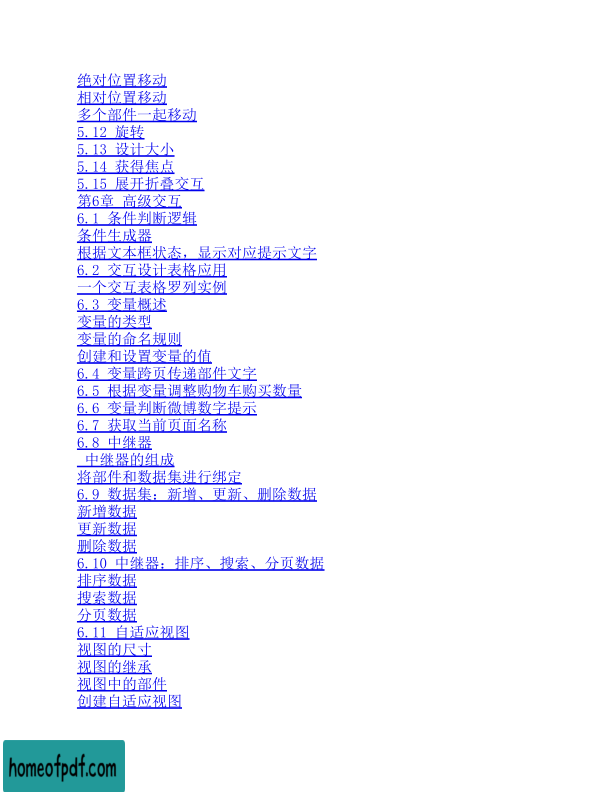 绝对位置移动
相对位置移动
多个部件一起移动
5.12 旋转
5.13 设计大小
5.14 获得焦点
5.15 展开折叠交互
第6章 高级交互
6.1 条件判断逻辑
条件生成器
根据文本框状态，显示对应提示文字
6.2 交互设计表格应用
一个交互表格罗列实例
6.3 变量概述
变量的类型
变量的命名规则
创建和设置变量的值
6.4 变量跨页传递部件文字
6.5 根据变量调整购物车购买数量
6.6 变量判断微博数字提示
6.7 获取当前页面名称
6.8 中继器
中继器的组成
将部件和数据集进行绑定
6.9 数据集：新增、更新、删除数据
新增数据
更新数据
删除数据
6.10 中继器：排序、搜索、分页数据
排序数据
搜索数据
分页数据
6.11 自适应视图
视图的尺寸
视图的继承
视图中的部件
创建自适应视图
homeofpdf.com